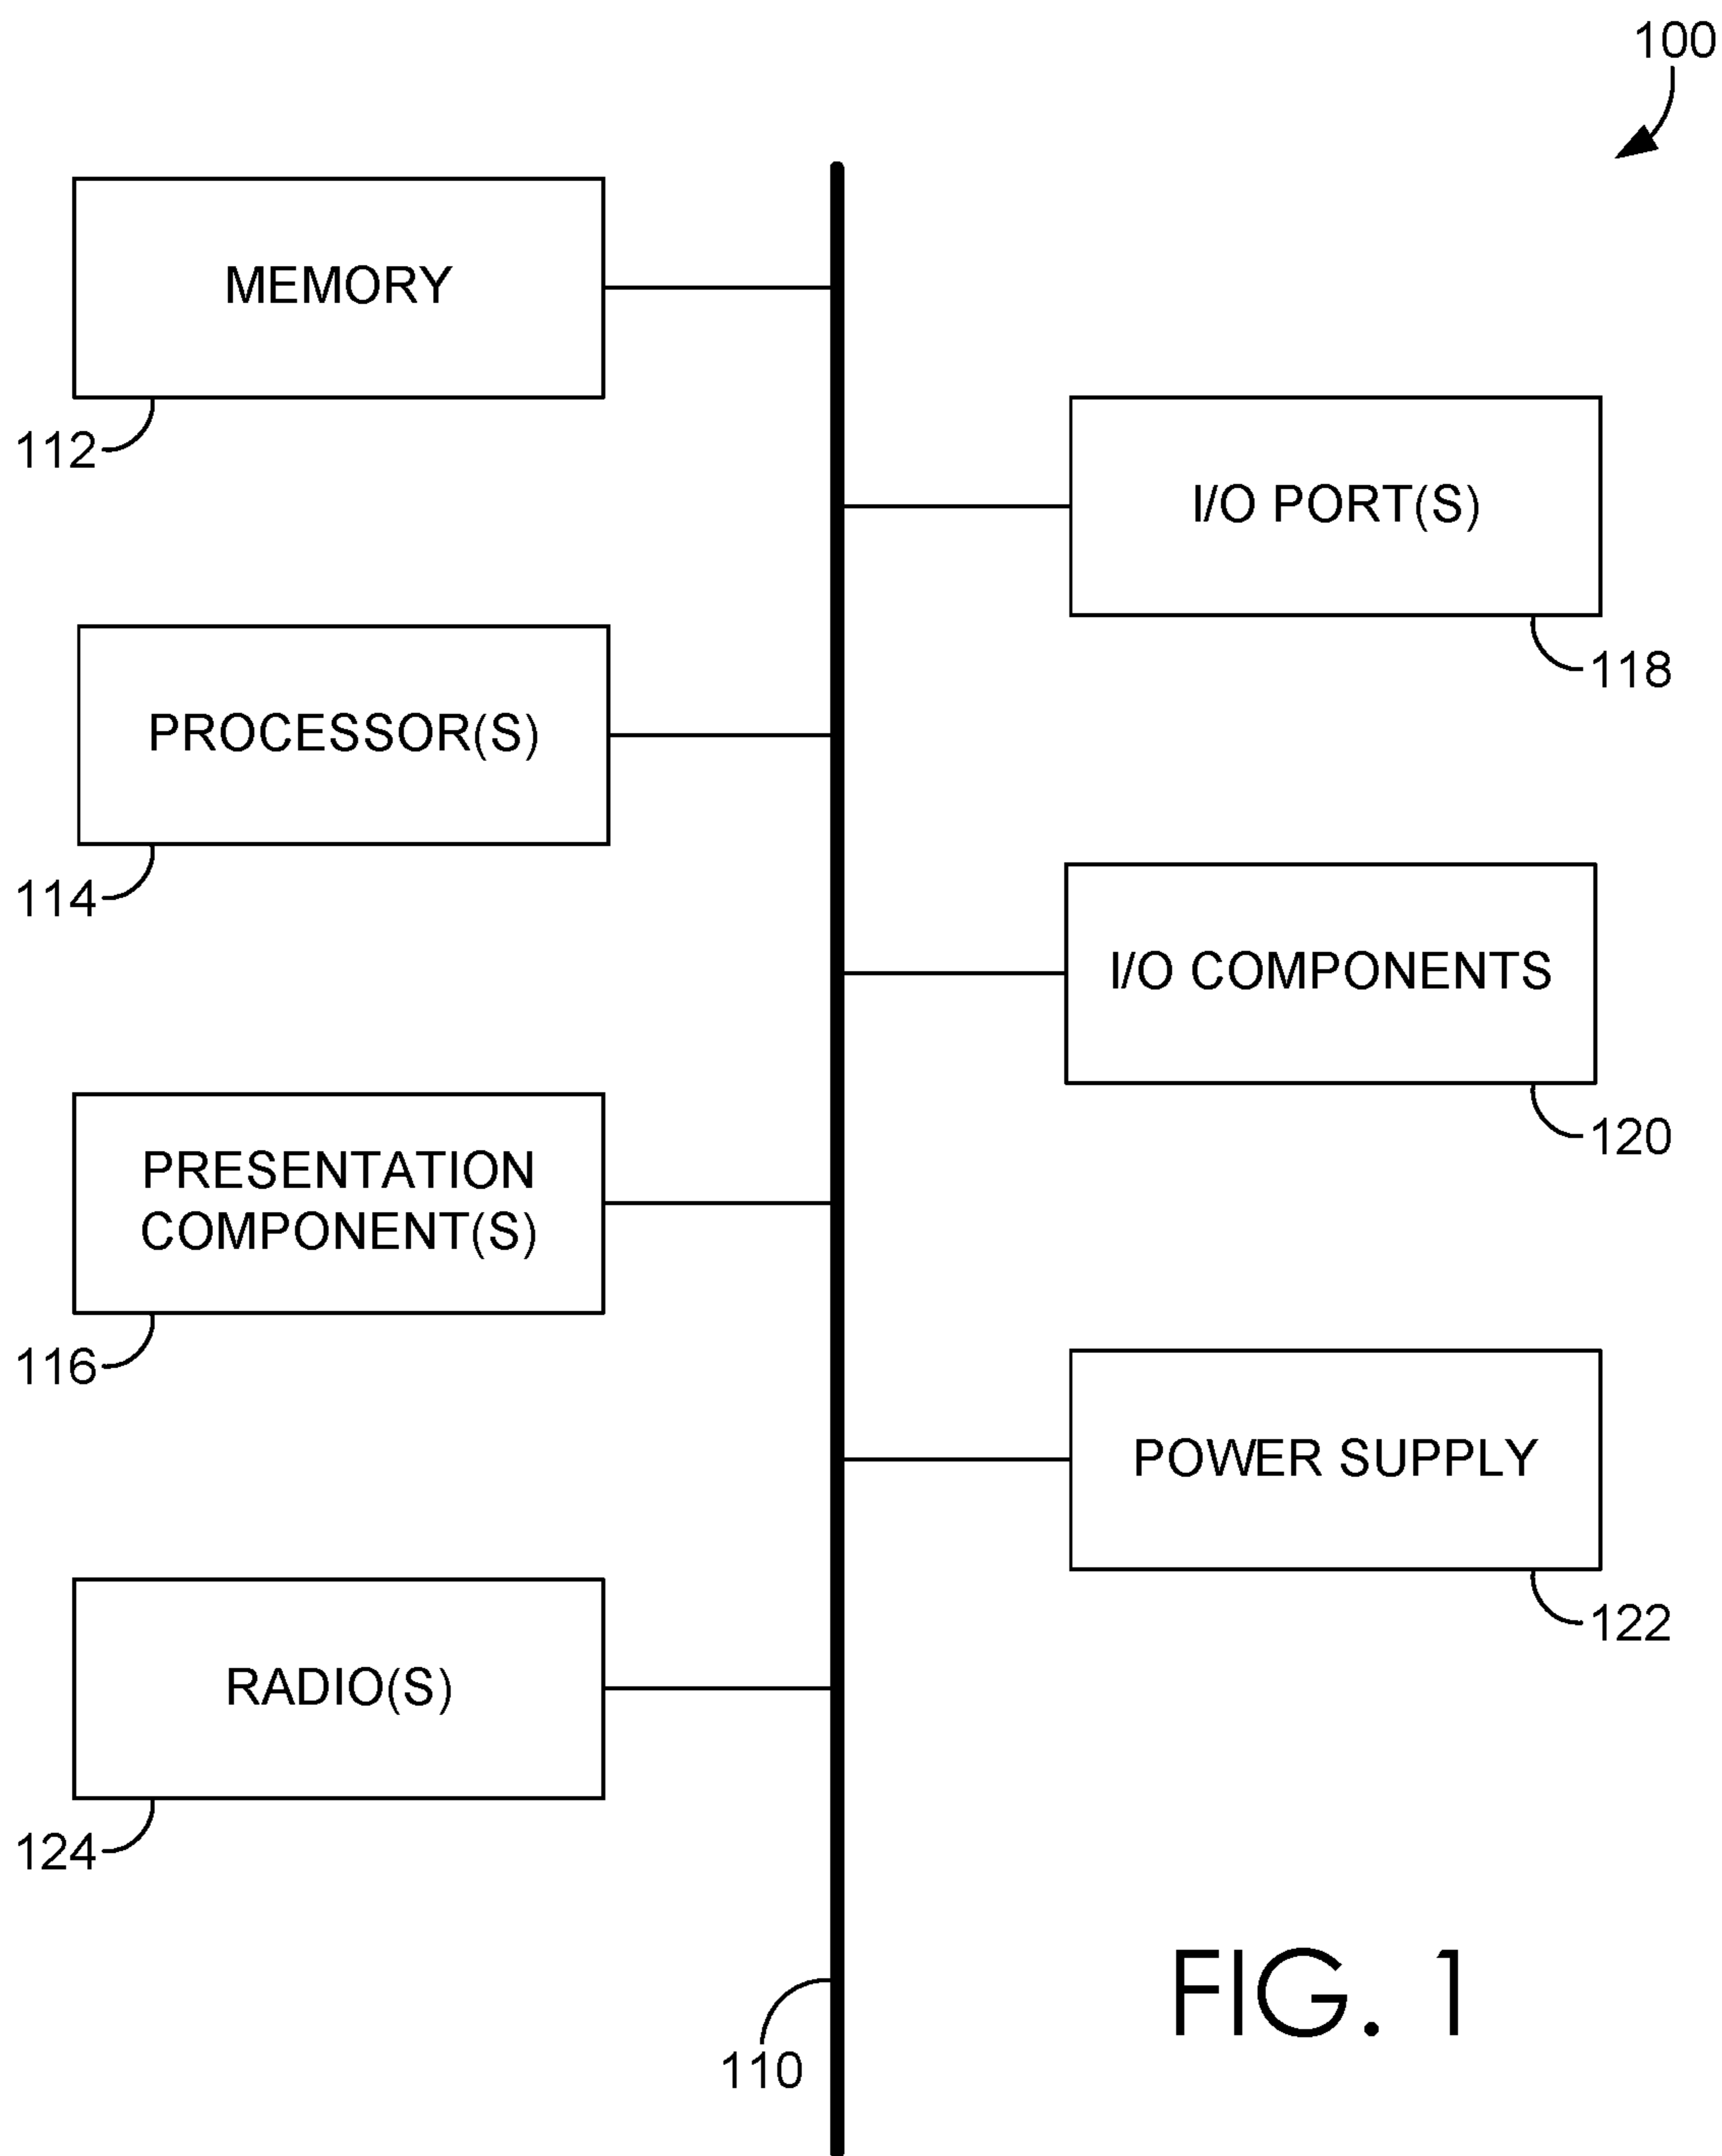 100
MEMORY
112
I/O PORT(S)
118
PROCESSOR(S)
114
I/O COMPONENTS
120
PRESENTATION
COMPONENT(S)
116
POWER SUPPLY
122
RADIO(S)
124
110
FIG. 1